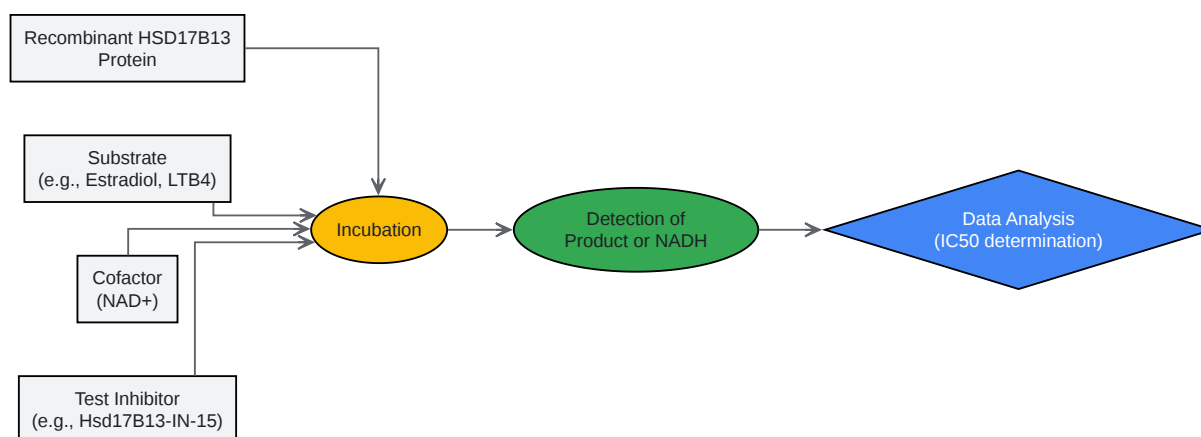 Recombinant HSD17B13
Protein
Substrate
(e.g., Estradiol, LTB4)
Cofactor
(NAD+)
Test Inhibitor
(e.g., Hsd17B13-IN-15)
Incubation
Detection of
Product or NADH
Data Analysis
(IC50 determination)